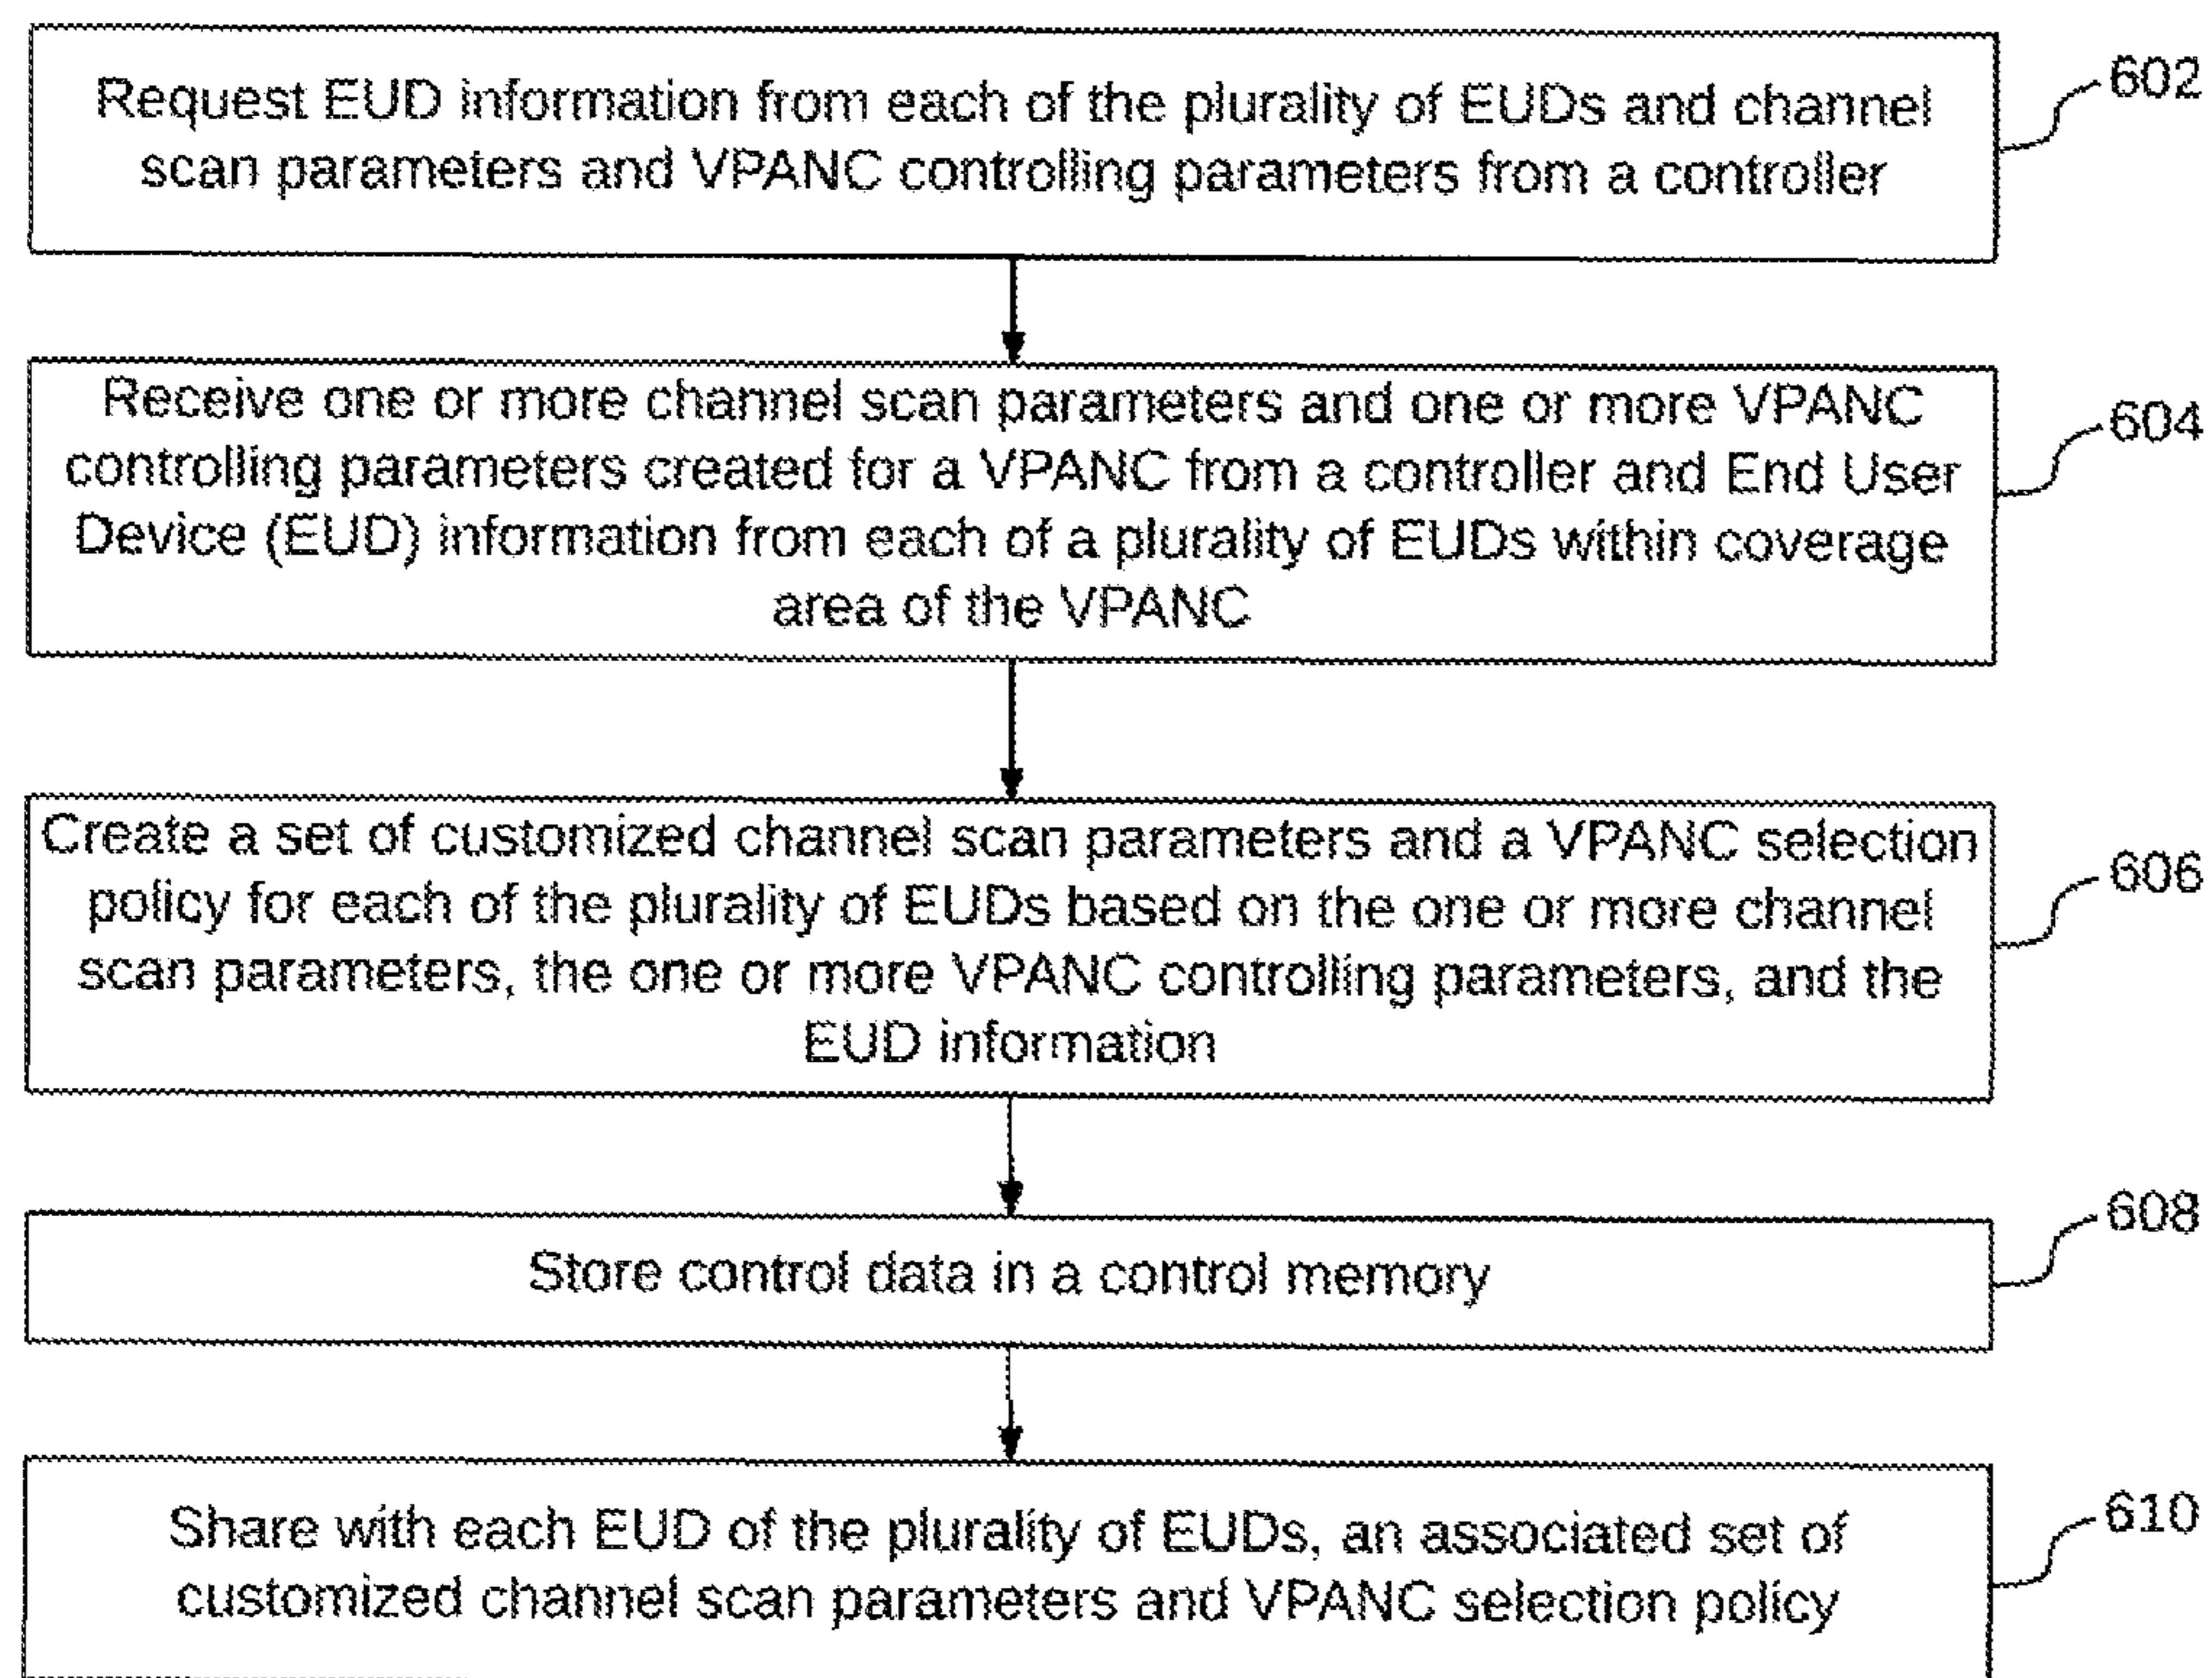 Request EUD information from each of the plurality of EUDs and channel
scan parameters and VPANC controlling parameters from a controller
602
Receive one or more channel scan parameters and one or more VPANC
controlling parameters created for a VPANC from a controller and End User
Device (EUD) information from each of a plurality of EUDs within coverage
area of the VPANC
604
Create a set of customized channel scan parameters and a VPANC selection
policy for each of the plurality of EUDs based on the one or more channel
scan parameters, the one or more VPANC controlling parameters, and the
EUD information
606
Store control data in a control memory
608
Share with each EUD of the plurality of EUDs, an associated set of
customized channel scan parameters and VPANC selection policy
610